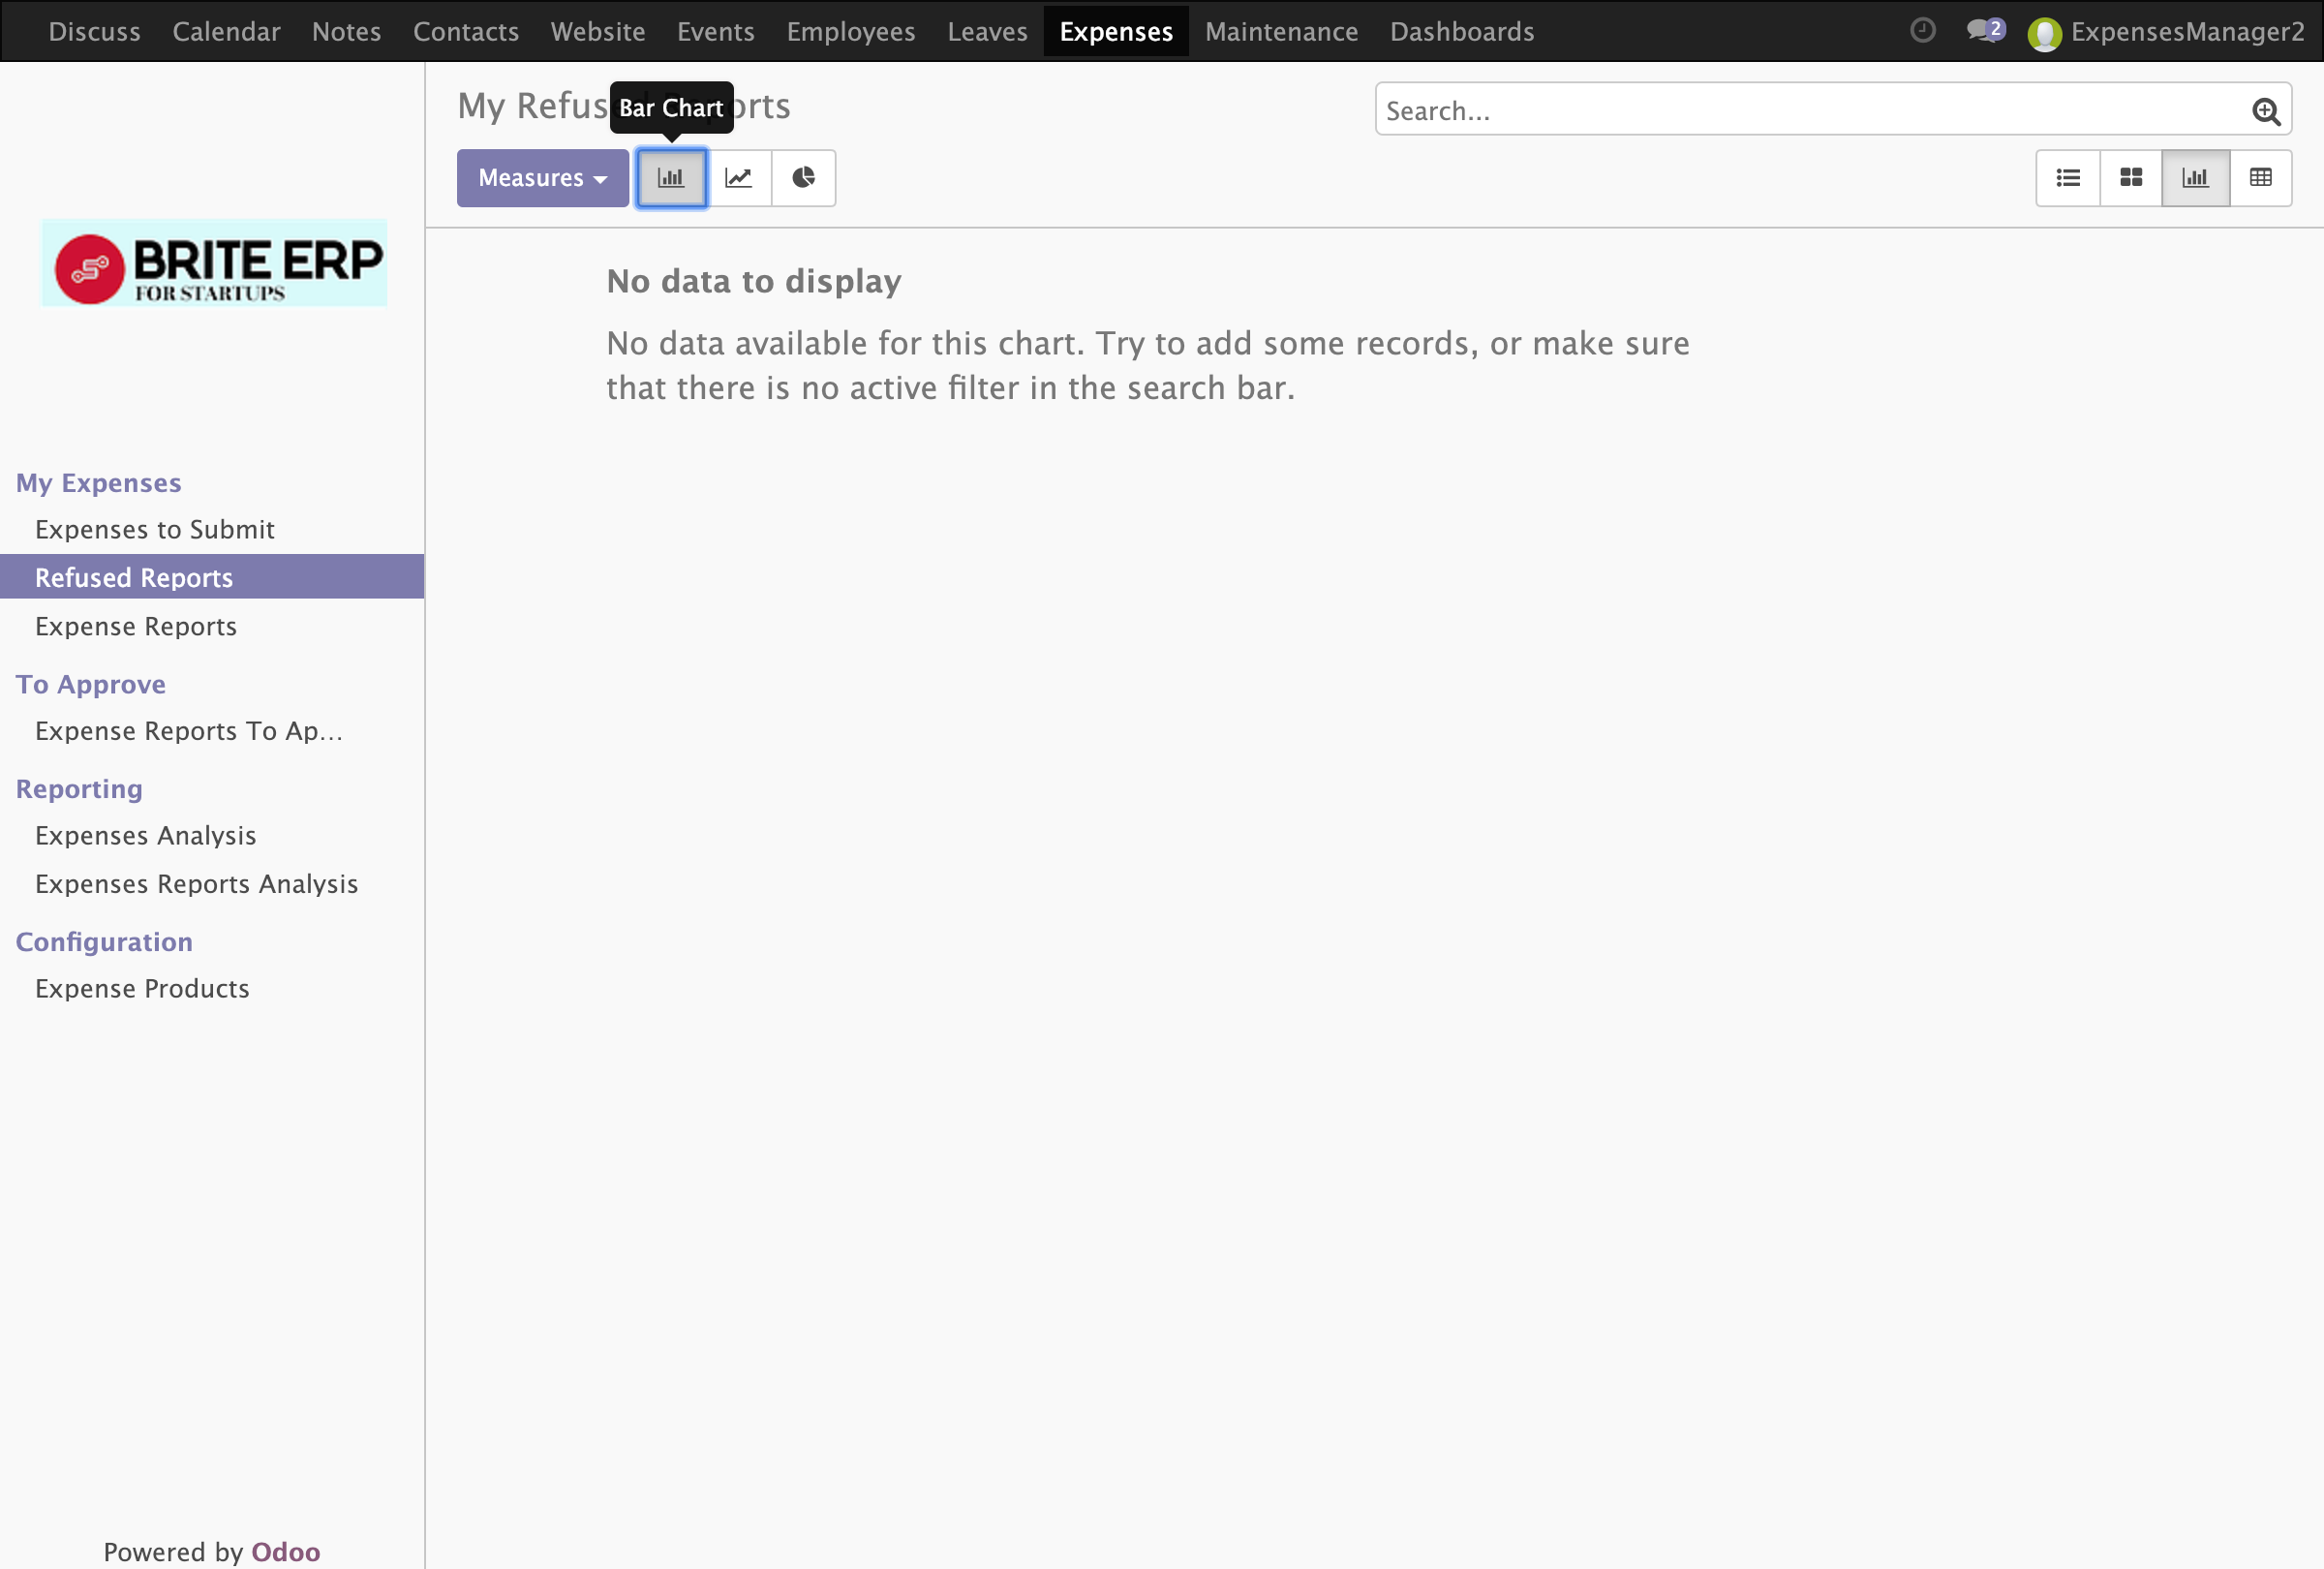 Discuss Calendar Notes Contacts Website Events Employees Leaves Expenses Maintenance Dashboards 2 ExpensesManager2
My Refus Bar Chart orts
Search...
Measures
BRITE ERP
FOR STARTUPS
No data to display
No data available for this chart. Try to add some records, or make sure
that there is no active filter in the search bar.
My Expenses
Expenses to Submit
Refused Reports
Expense Reports
To Approve
Expense Reports To Ap...
Reporting
Expenses Analysis
Expenses Reports Analysis
Configuration
Expense Products
Powered by Odoo